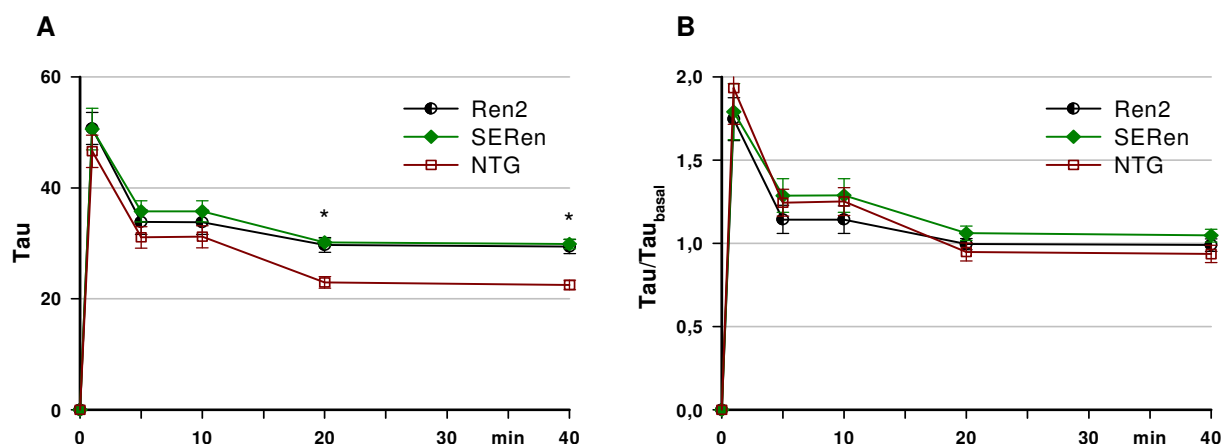 A
60
40
20
0
Tau
Ren2
SERen
NTG
*
*
0 10 20 30 min 40
B
2,0
1,5
1,0
0,5
0,0
Tau/Tau basal
Ren2
SERen
NTG
0 10 20 30 min 40